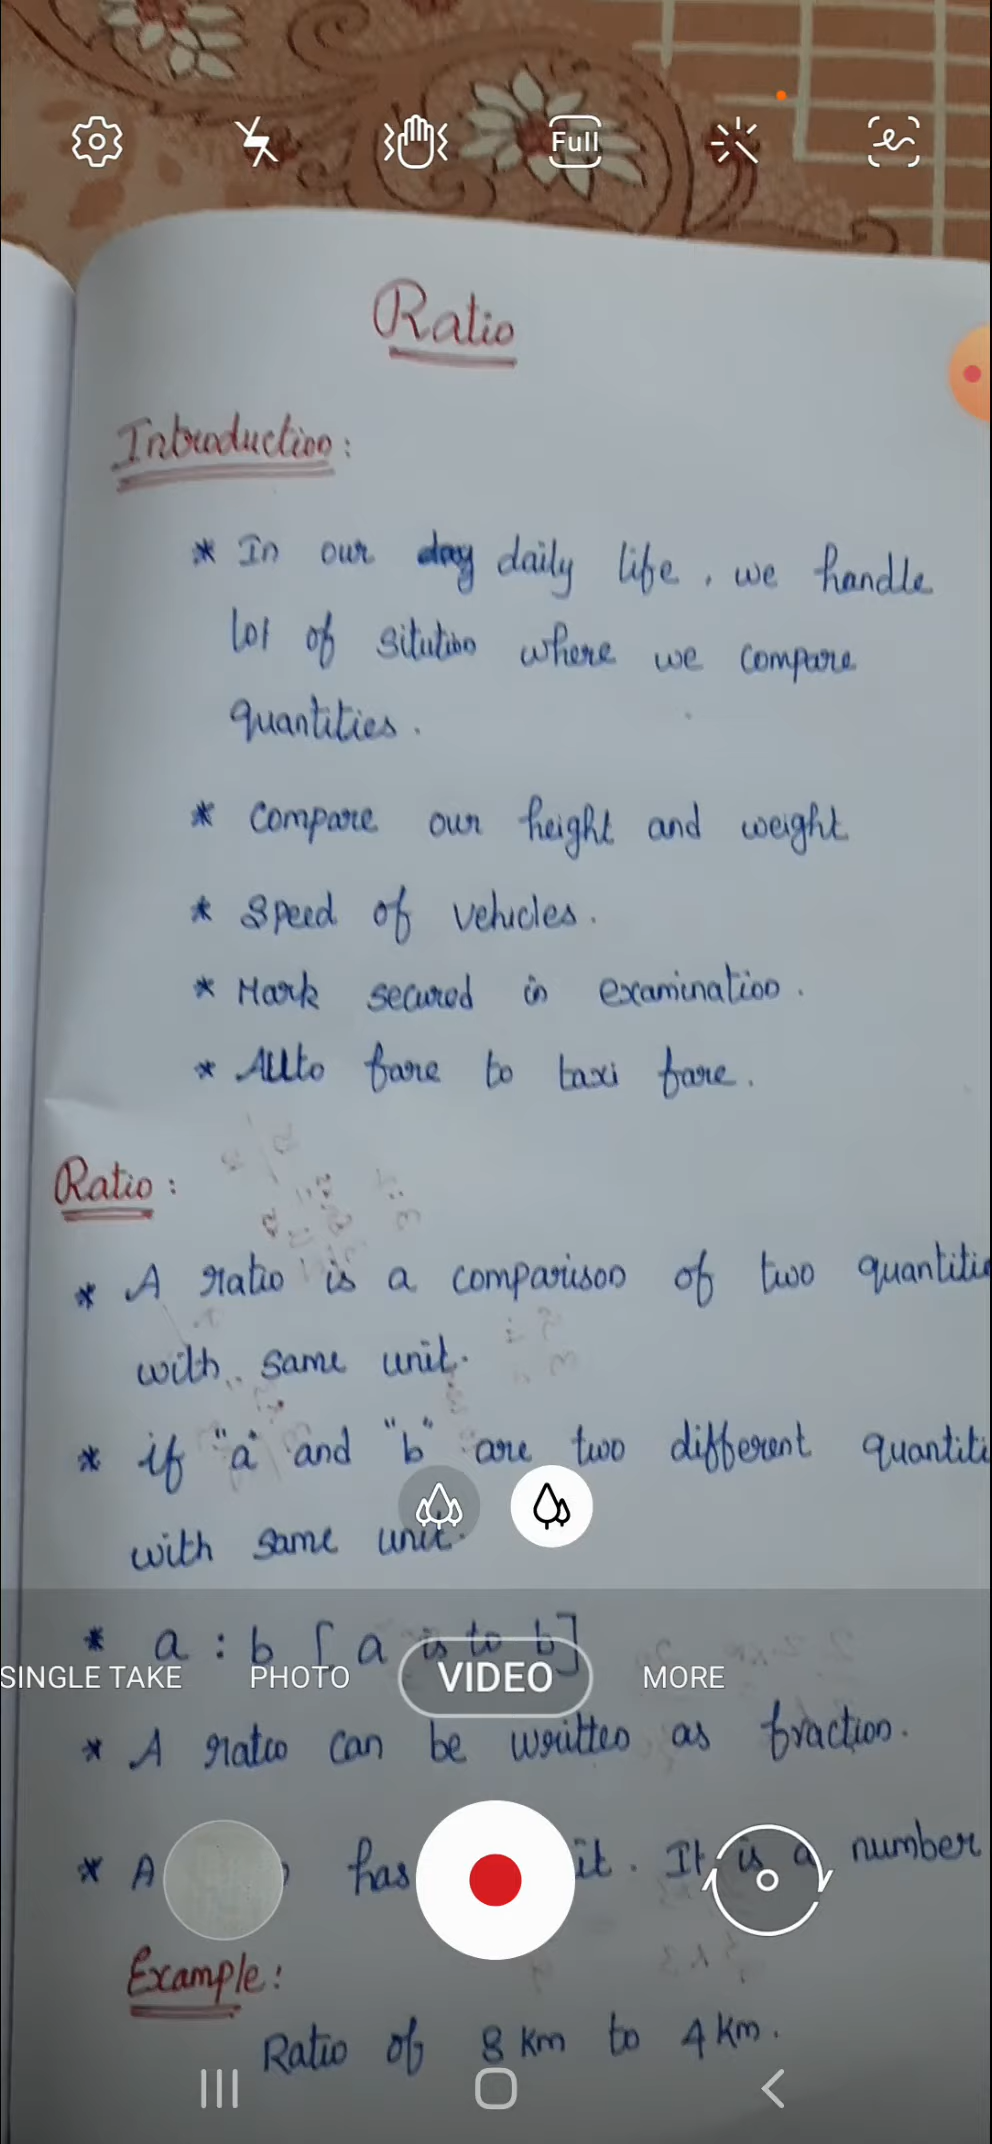 Full
Ratio
Introduction:
* In our day daily life, we handle
lot of sitution where we compare
quantities.
* Compare our height and weight
* Speed of vehicles.
* Mark secured in examination.
* Auto fare to taxi fare.
Ratio:
* A ratio is a comparison of two quantitie
with same unit.
* if "a" and "b" are two different quantiti
with same unit.
* a : b [a is to b]
SINGLE TAKE PHOTO VIDEO MORE
* A ratio can be written as fraction.
* A has it. It is a number
Example:
Ratio of 8 km to 4 km.